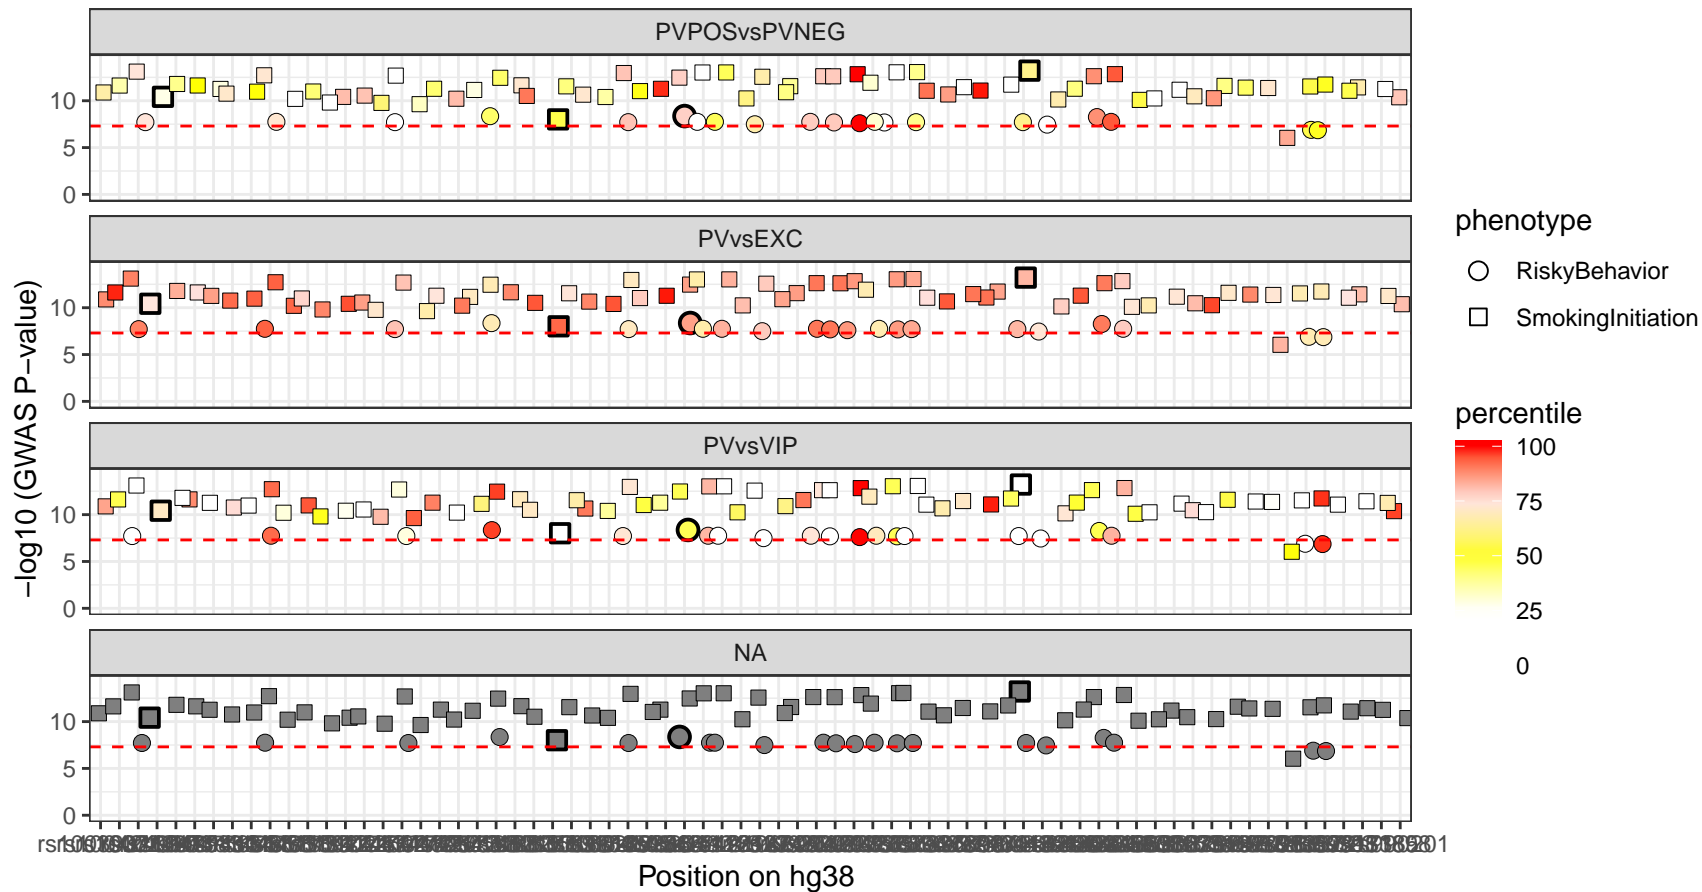 PVPOSvsPVNEG
10
5
0
PVvsEXC
10
5
0
PVvsVIP
10
5
0
NA
10
5
0
−log10 (GWAS P−value)
Position on hg38
phenotype
RiskyBehavior
SmokingInitiation
percentile
100
75
50
25
0